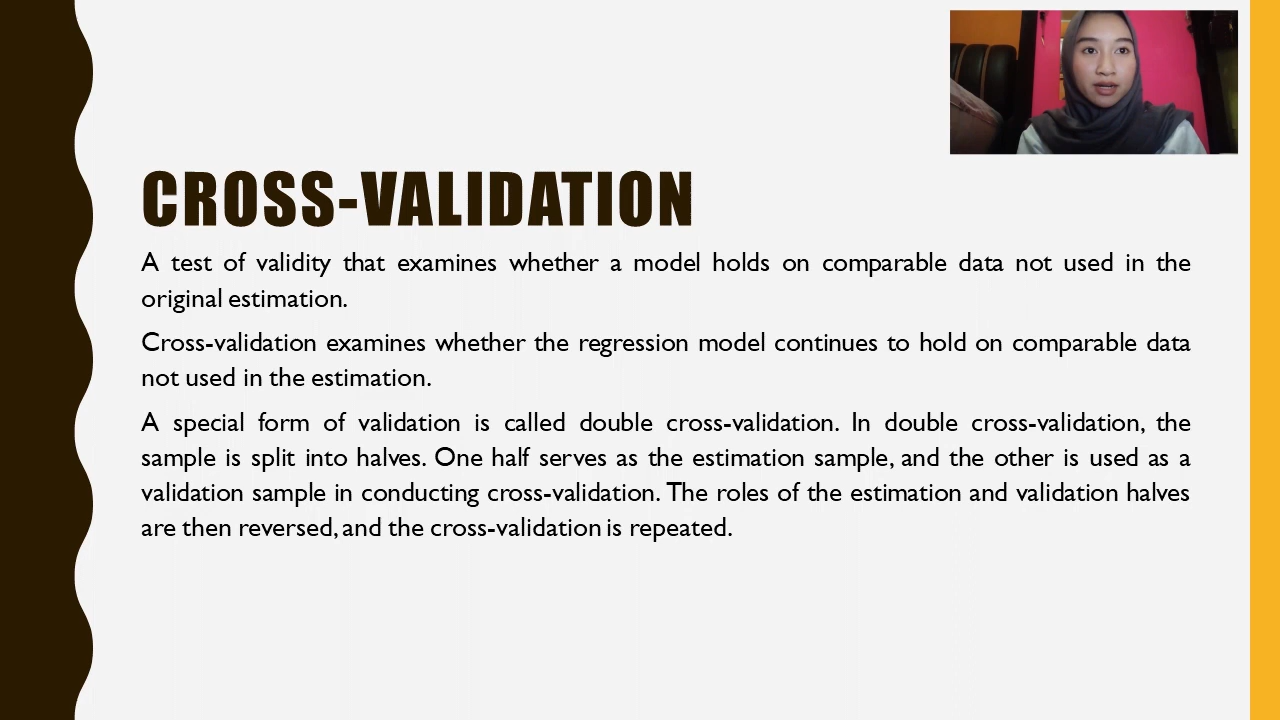 CROSS-VALIDATION
A test of validity that examines whether a model holds on comparable data not used in the
original estimation.
Cross-validation examines whether the regression model continues to hold on comparable data
not used in the estimation.
A special form of validation is called double cross-validation. In double cross-validation, the
sample is split into halves. One half serves as the estimation sample, and the other is used as a
validation sample in conducting cross-validation. The roles of the estimation and validation halves
are then reversed, and the cross-validation is repeated.